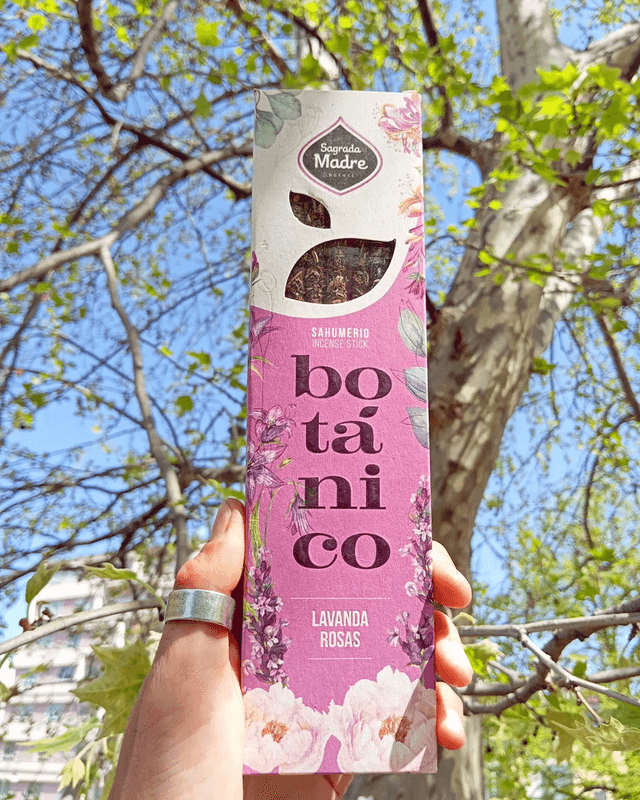 Sagrada
Madre
INCENSE
SAHUMERIO
INCENSE STICK
bo
tá
ni
co
LAVANDA
ROSAS